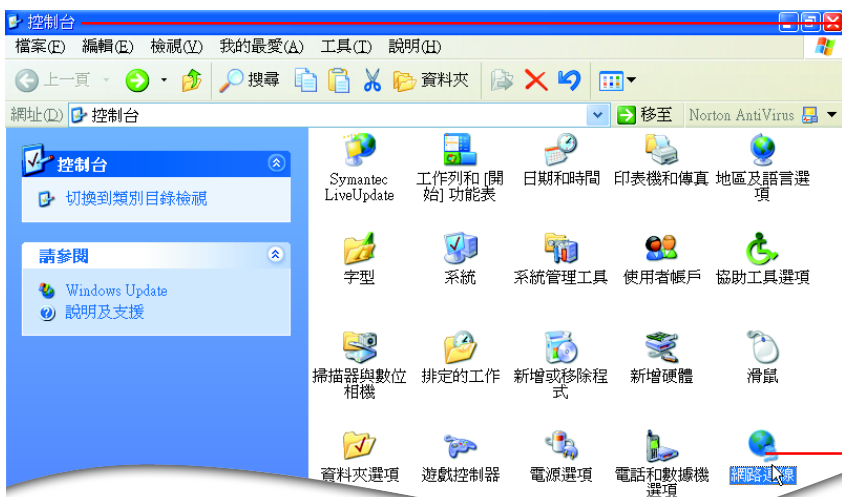 控制台
檔案(F) 編輯(E) 檢視(V) 我的最愛(A) 工具(T) 說明(H)
上一頁 搜尋 資料夾
網址(D) 控制台 移至 Norton AntiVirus
控制台
切換到類別目錄檢視
請參閱
Windows Update
說明及支援
Symantec
LiveUpdate
工作列和 [開
始] 功能表
日期和時間
印表機和傳真
地區及語言選
項
字型
系統
系統管理工具
使用者帳戶
協助工具選項
掃描器與數位
相機
排定的工作
新增或移除程
式
新增硬體
滑鼠
資料夾選項
遊戲控制器
電源選項
電話和數據機
選項
網路連線